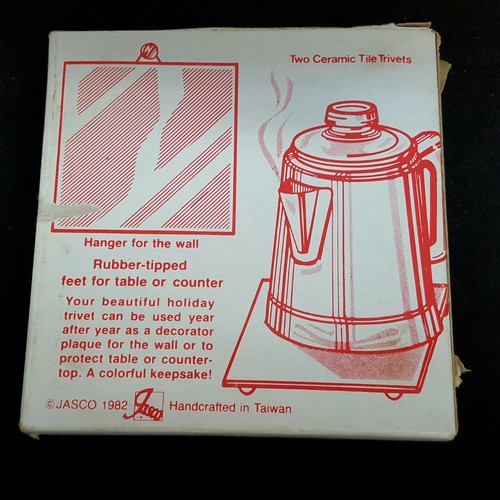 Two Ceramic Tile Trivets
Hanger for the wall
Rubber-tipped
feet for table or counter
Your beautiful holiday
trivet can be used year
after year as a decorator
plaque for the wall or to
protect table or counter-
top. A colorful keepsake!
© JASCO 1982 Jasco Handcrafted in Taiwan